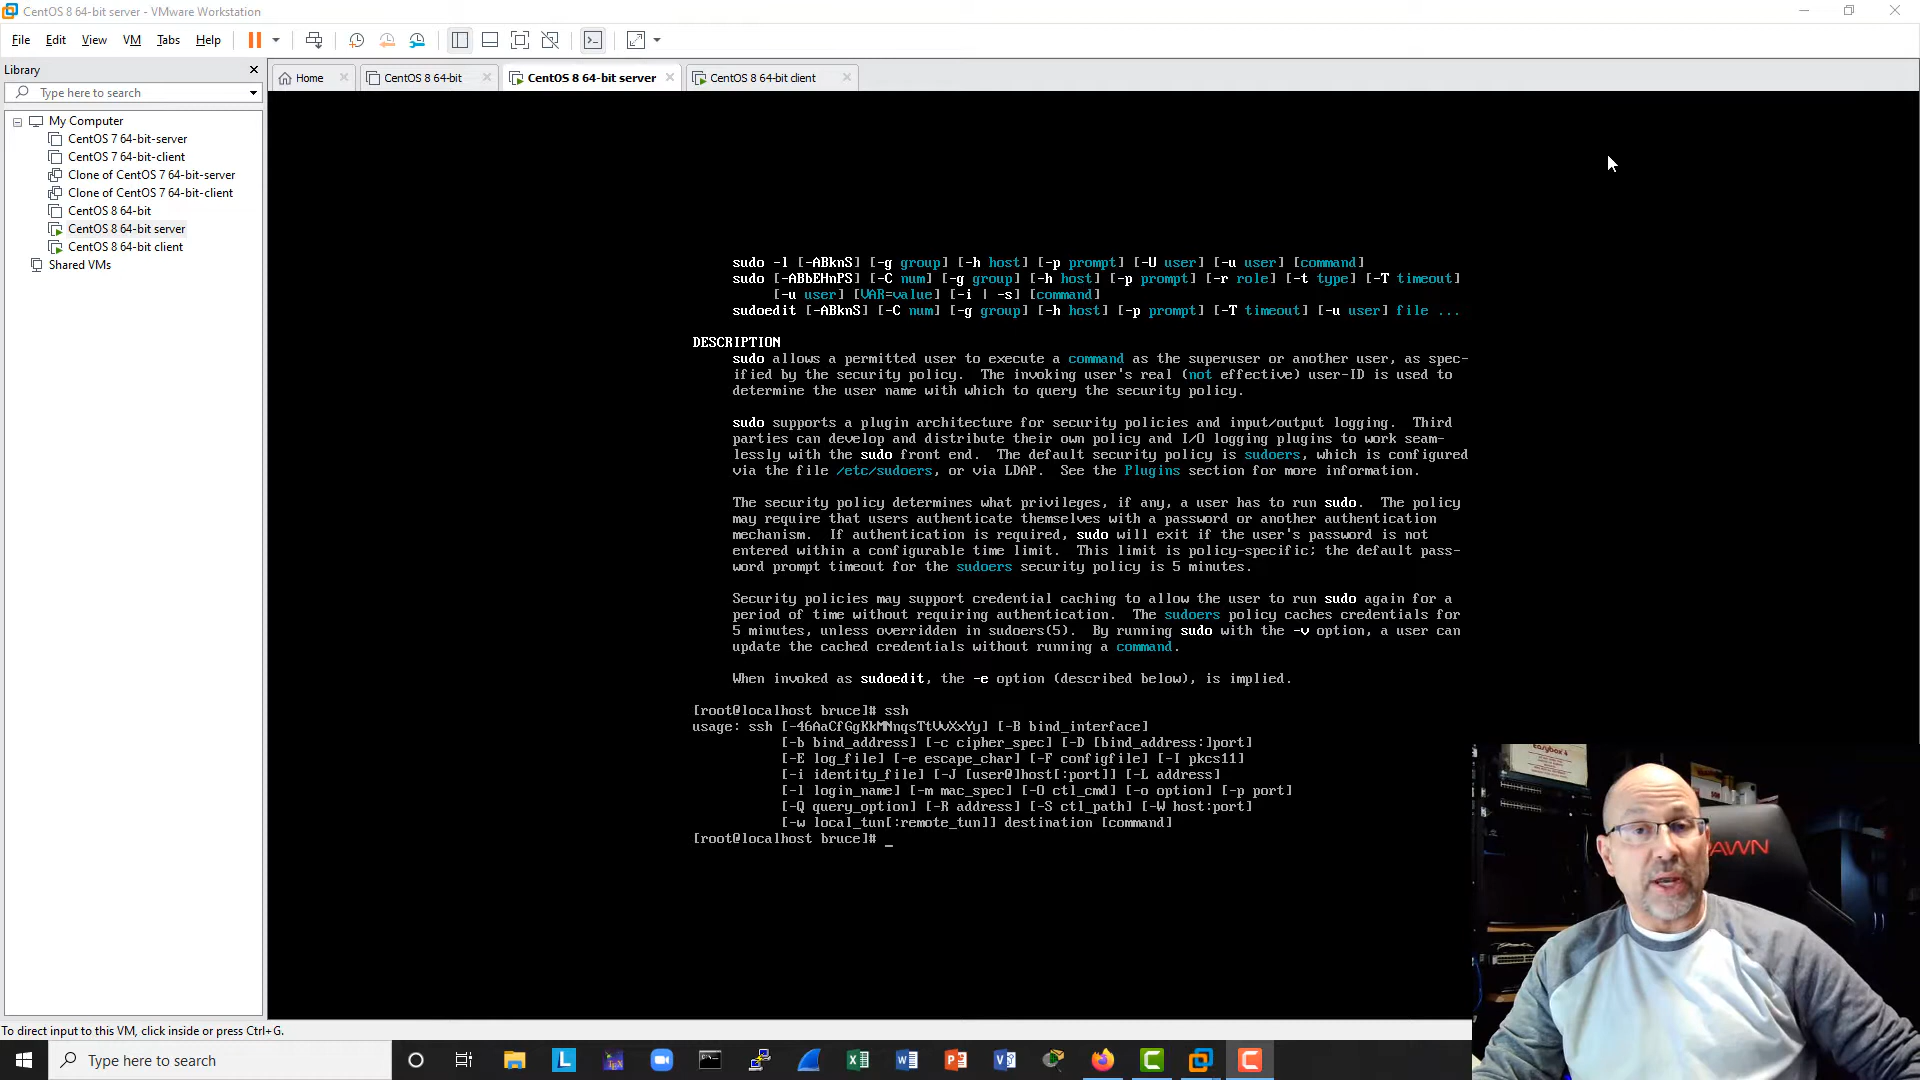 CentOS 8 64-bit server - VMware Workstation
File Edit View VM Tabs Help
Library
Home
CentOS 8 64-bit
CentOS 8 64-bit server
CentOS 8 64-bit client
Type here to search
My Computer
CentOS 7 64-bit-server
CentOS 7 64-bit-client
Clone of CentOS 7 64-bit-server
Clone of CentOS 7 64-bit-client
CentOS 8 64-bit
CentOS 8 64-bit server
CentOS 8 64-bit client
Shared VMs
sudo -l [-ABknS] [-g group] [-h host] [-p prompt] [-U user] [-u user] [command]
sudo [-ABbEHnPS] [-C num] [-g group] [-h host] [-p prompt] [-r role] [-t type] [-T timeout]
[-u user] [VAR=value] [-i | -s] [command]
sudoedit [-ABknS] [-C num] [-g group] [-h host] [-p prompt] [-T timeout] [-u user] file ...
DESCRIPTION
sudo allows a permitted user to execute a command as the superuser or another user, as spec-
ified by the security policy.  The invoking user's real (not effective) user-ID is used to
determine the user name with which to query the security policy.
sudo supports a plugin architecture for security policies and input/output logging.  Third
parties can develop and distribute their own policy and I/O logging plugins to work seam-
lessly with the sudo front end.  The default security policy is sudoers, which is configured
via the file /etc/sudoers, or via LDAP.  See the Plugins section for more information.
The security policy determines what privileges, if any, a user has to run sudo.  The policy
may require that users authenticate themselves with a password or another authentication
mechanism.  If authentication is required, sudo will exit if the user's password is not
entered within a configurable time limit.  This limit is policy-specific; the default pass-
word prompt timeout for the sudoers security policy is 5 minutes.
Security policies may support credential caching to allow the user to run sudo again for a
period of time without requiring authentication.  The sudoers policy caches credentials for
5 minutes, unless overridden in sudoers(5).  By running sudo with the -v option, a user can
update the cached credentials without running a command.
When invoked as sudoedit, the -e option (described below), is implied.
[root@localhost bruce]# ssh
usage: ssh [-46AaCfGgKkMNnqsTtVvXxYy] [-B bind_interface]
[-b bind_address] [-c cipher_spec] [-D [bind_address:]port]
[-E log_file] [-e escape_char] [-F configfile] [-I pkcs11]
[-i identity_file] [-J [user@]host[:port]] [-L address]
[-l login_name] [-m mac_spec] [-O ctl_cmd] [-o option] [-p port]
[-Q query_option] [-R address] [-S ctl_path] [-W host:port]
[-w local_tun[:remote_tun]] destination [command]
[root@localhost bruce]# _
AWN
To direct input to this VM, click inside or press Ctrl+G.
Type here to search